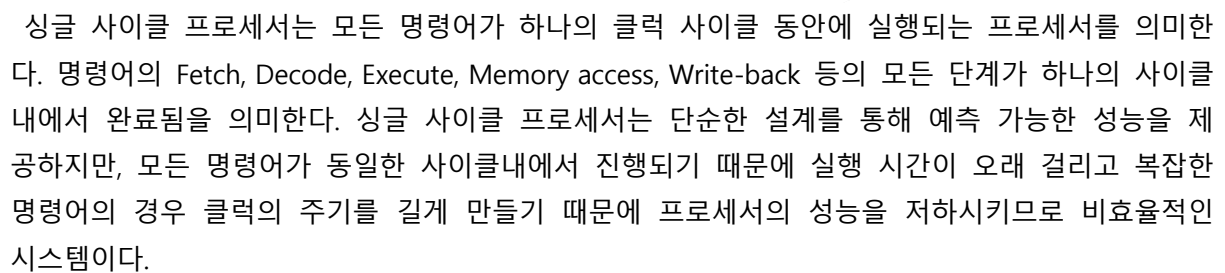 싱글 사이클 프로세서는 모든 명령어가 하나의 클럭 사이클 동안에 실행되는 프로세서를 의미한
다. 명령어의 Fetch, Decode, Execute, Memory access, Write-back 등의 모든 단계가 하나의 사이클
내에서 완료됨을 의미한다. 싱글 사이클 프로세서는 단순한 설계를 통해 예측 가능한 성능을 제
공하지만, 모든 명령어가 동일한 사이클내에서 진행되기 때문에 실행 시간이 오래 걸리고 복잡한
명령어의 경우 클럭의 주기를 길게 만들기 때문에 프로세서의 성능을 저하시키므로 비효율적인
시스템이다.